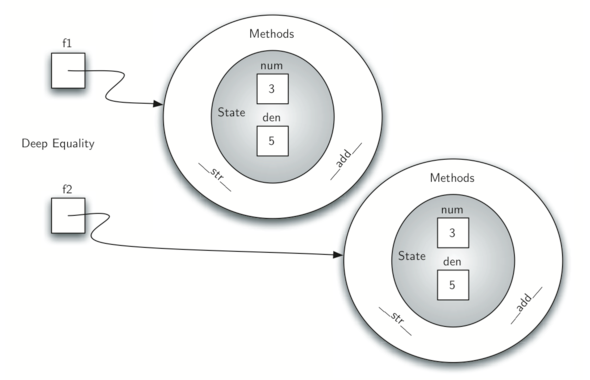 f1
Methods
num
3
State
den
5
__str__
__add__
Deep Equality
f2
Methods
num
3
State
den
5
__str__
__add__